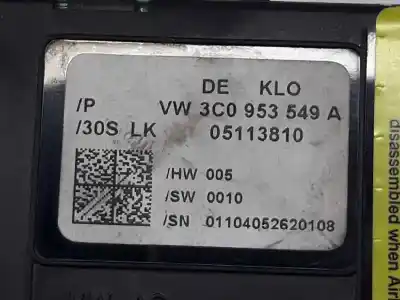 DE KLO
/P VW 3C0 953 549 A
/30S LK 05113810
/HW 005
/SW 0010
/SN 01104052620108
disassembled when Air